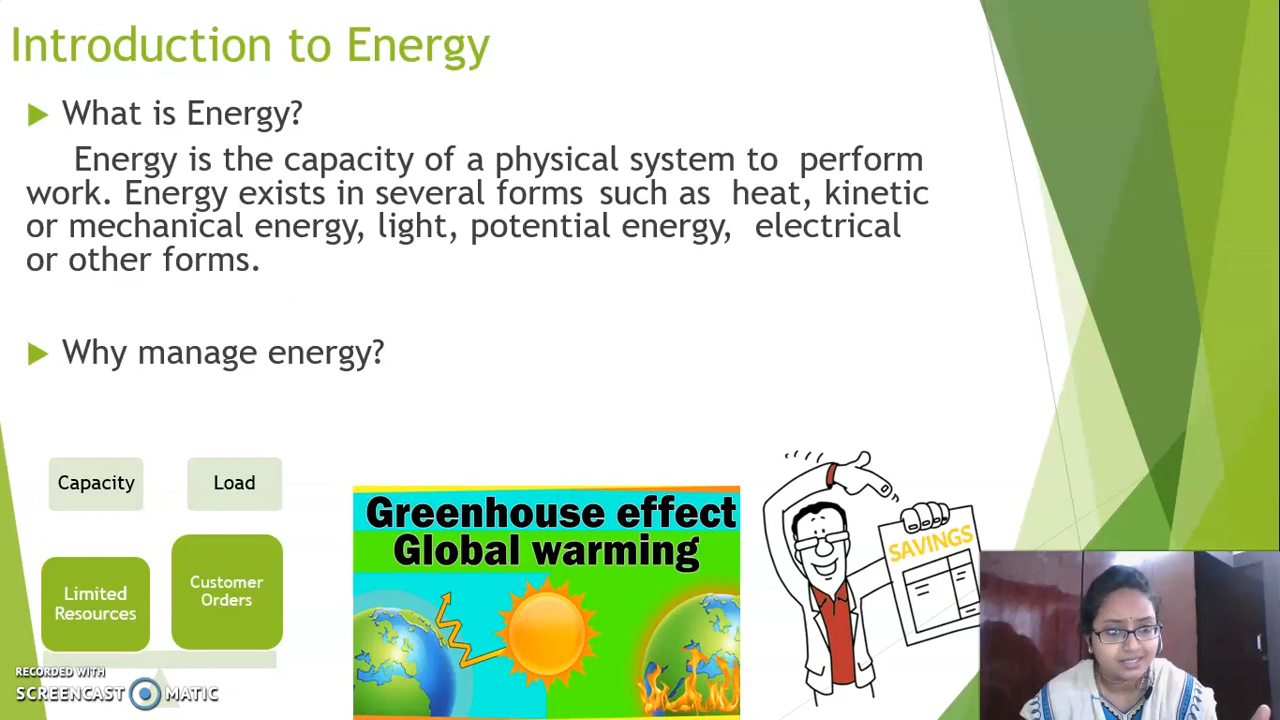 Introduction to Energy
What is Energy?
Energy is the capacity of a physical system to perform
work. Energy exists in several forms such as heat, kinetic
or mechanical energy, light, potential energy, electrical
or other forms.
Why manage energy?
Capacity
Load
Limited
Resources
Customer
Orders
Greenhouse effect
Global warming
SAVINGS
RECORDED WITH
SCREENCAST MATIC